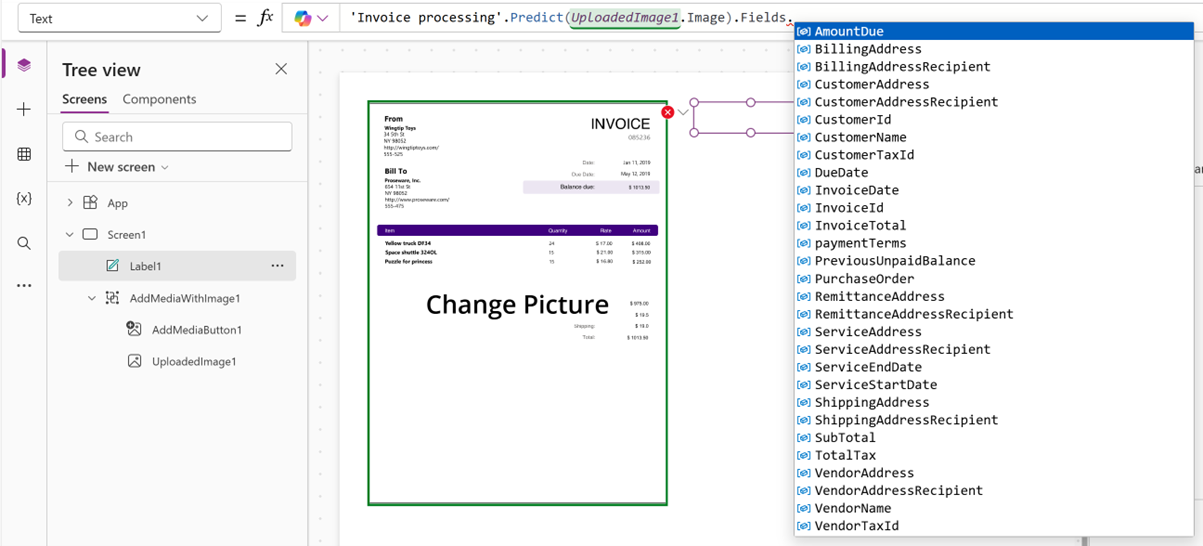 Text = fx 'Invoice processing'.Predict(UploadedImage1.Image).Fields.
Tree view
Screens Components
Search
New screen
App
Screen1
Label1
AddMediaWithImage1
AddMediaButton1
UploadedImage1
From
Wingtip Toys
34 5th St
NY 98052
http://wingtiptoys.com/
555-525
INVOICE
085236
Date: Jan 11, 2019
Due Date: May 12, 2019
Balance due: $ 1013.50
Bill To
Proseware, Inc.
654 11st St
NY 98052
http://www.proseware.com/
555-475
Item Quantity Rate Amount
Yellow truck DF34 24 $ 17.00 $ 408.00
Space shuttle 324OL 15 $ 21.00 $ 315.00
Puzzle for princess 15 $ 16.80 $ 252.00
Change Picture
$ 975.00
$ 19.5
Shipping: $ 19.0
Total: $ 1013.50
AmountDue
BillingAddress
BillingAddressRecipient
CustomerAddress
CustomerAddressRecipient
CustomerId
CustomerName
CustomerTaxId
DueDate
InvoiceDate
InvoiceId
InvoiceTotal
paymentTerms
PreviousUnpaidBalance
PurchaseOrder
RemittanceAddress
RemittanceAddressRecipient
ServiceAddress
ServiceAddressRecipient
ServiceEndDate
ServiceStartDate
ShippingAddress
ShippingAddressRecipient
SubTotal
TotalTax
VendorAddress
VendorAddressRecipient
VendorName
VendorTaxId